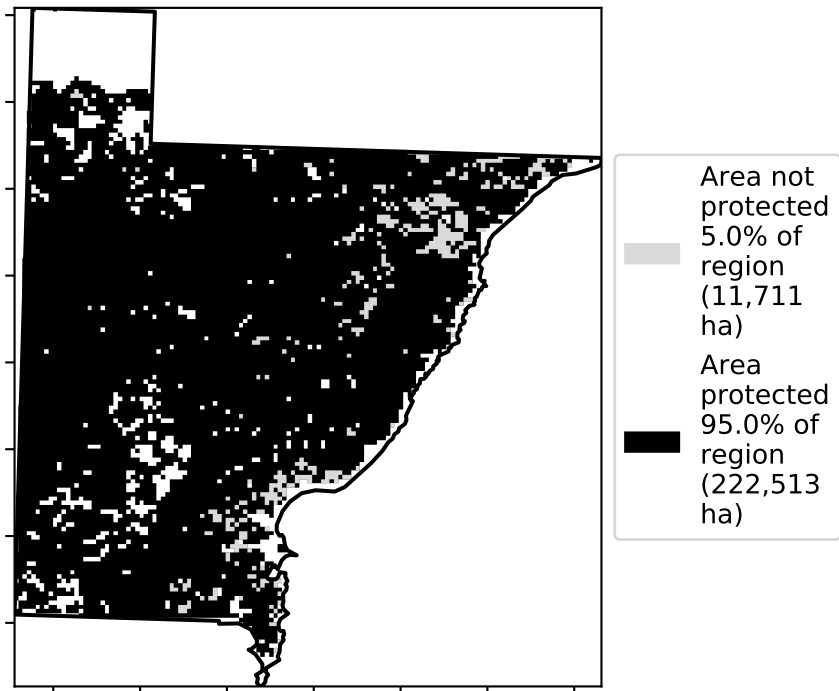 Area not
protected
5.0% of
region
(11,711
ha)
Area
protected
95.0% of
region
(222,513
ha)